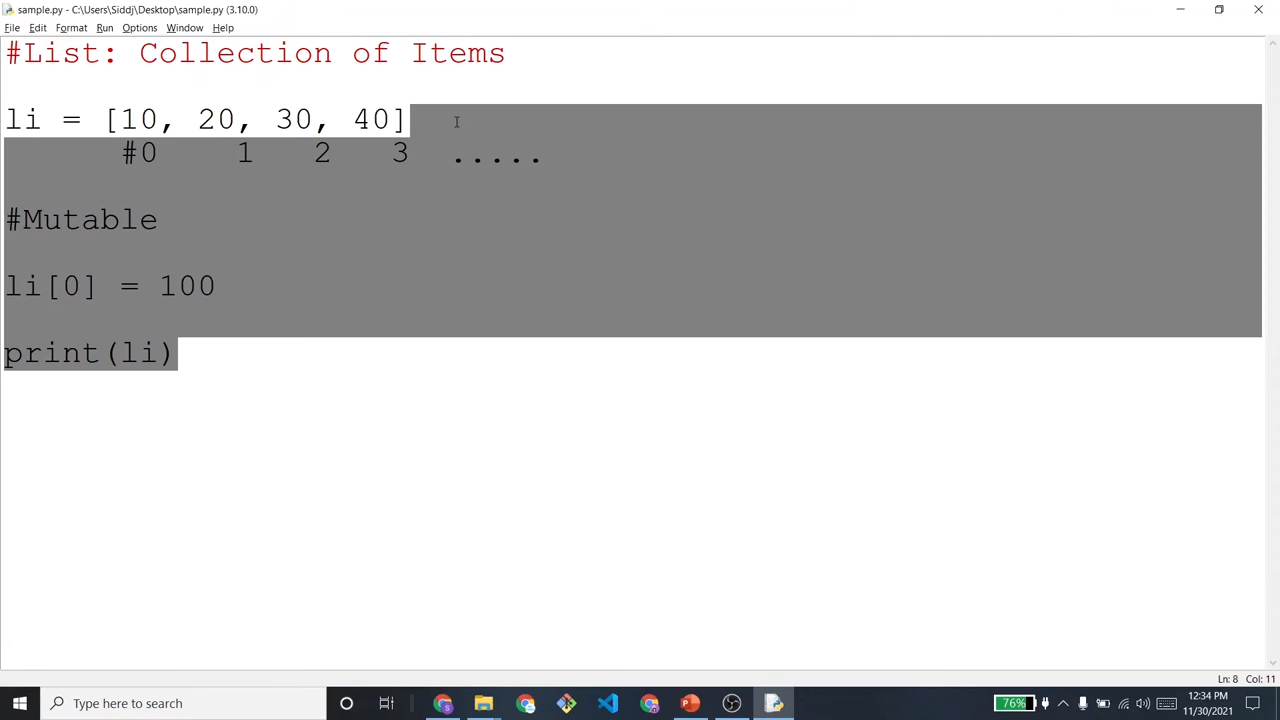 sample.py - C:\Users\Siddj\Desktop\sample.py (3.10.0)
File Edit Format Run Options Window Help
#List: Collection of Items
li = [10, 20, 30, 40]
#0 1 2 3 .....
#Mutable
li[0] = 100
print(li)
Ln: 8 Col: 11
Type here to search
76%
12:34 PM
11/30/2021